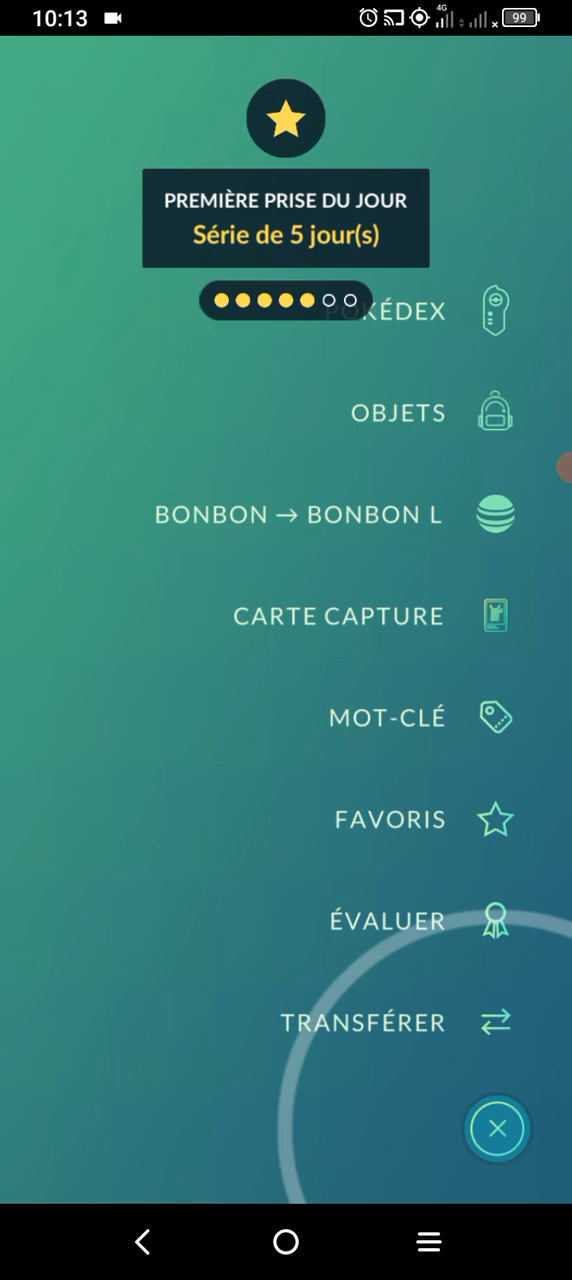 10:13
4G
99
PREMIÈRE PRISE DU JOUR
Série de 5 jour(s)
POKÉDEX
OBJETS
BONBON → BONBON L
CARTE CAPTURE
MOT-CLÉ
FAVORIS
ÉVALUER
TRANSFÉRER